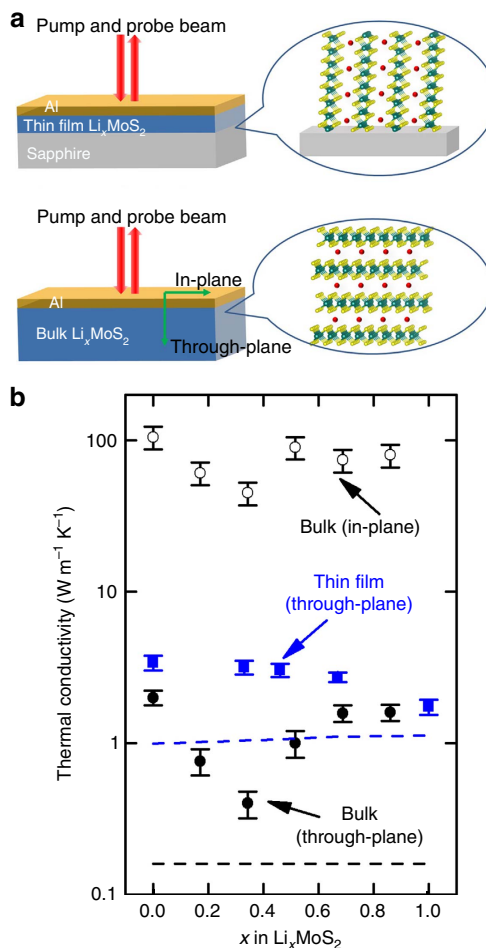 a
Pump and probe beam
Al
Thin film LixMoS2
Sapphire
Pump and probe beam
In-plane
Al
Bulk LixMoS2
Through-plane
b
Thermal conductivity (W m−1 K−1)
100
10
1
0.1
Bulk (in-plane)
Thin film
(through-plane)
Bulk
(through-plane)
0.0 0.2 0.4 0.6 0.8 1.0
x in LixMoS2